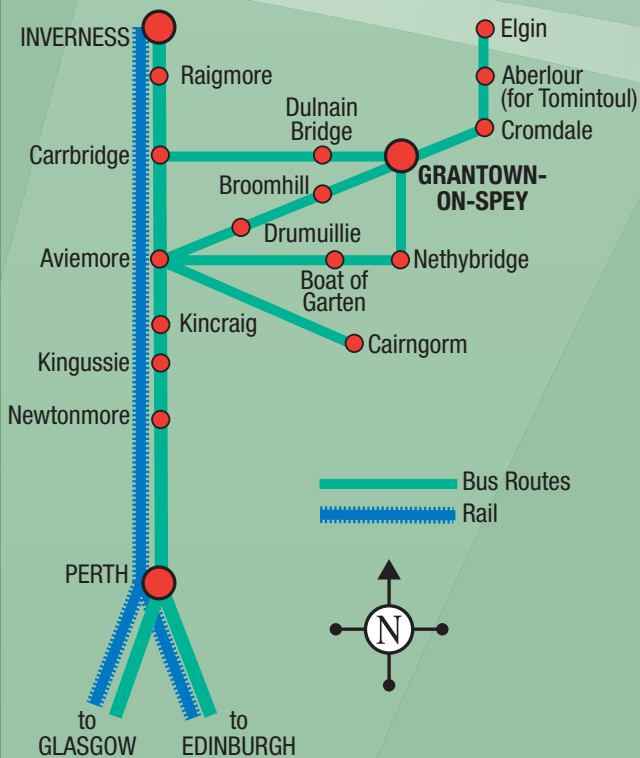 INVERNESS
Elgin
Raigmore
Aberlour
(for Tomintoul)
Dulnain
Bridge
Cromdale
Carrbridge
GRANTOWN-
ON-SPEY
Broomhill
Drumuillie
Aviemore
Nethybridge
Boat of
Garten
Kincraig
Cairngorm
Kingussie
Newtonmore
Bus Routes
Rail
PERTH
N
to
GLASGOW
to
EDINBURGH